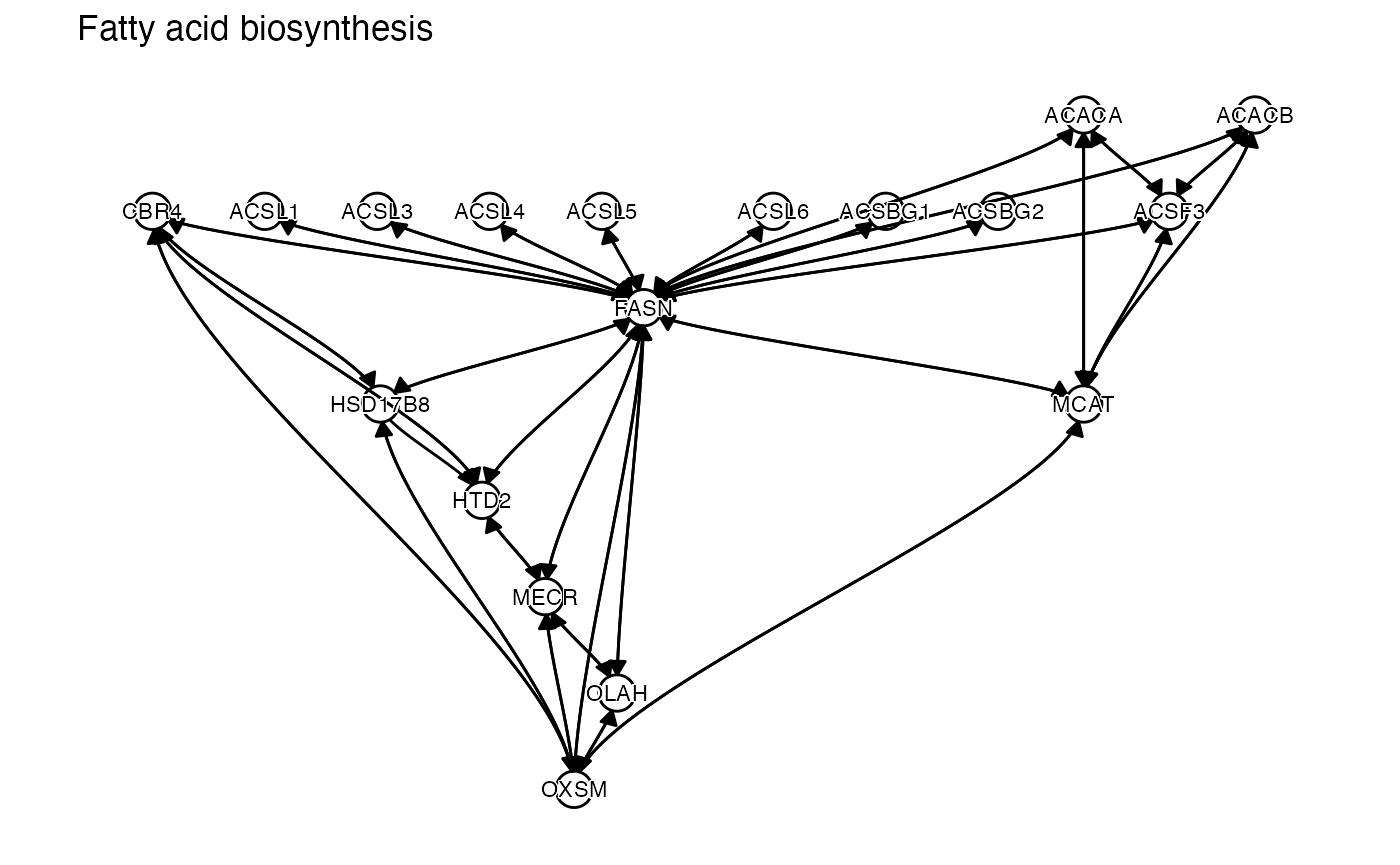 Fatty acid biosynthesis
ACACA ACACB
CBR4 ACSL1 ACSL3 ACSL4 ACSL5 ACSL6 ACSBG1 ACSBG2 ACSF3
FASN
HSD17B8 MCAT
HTD2
MECR
OLAH
OXSM